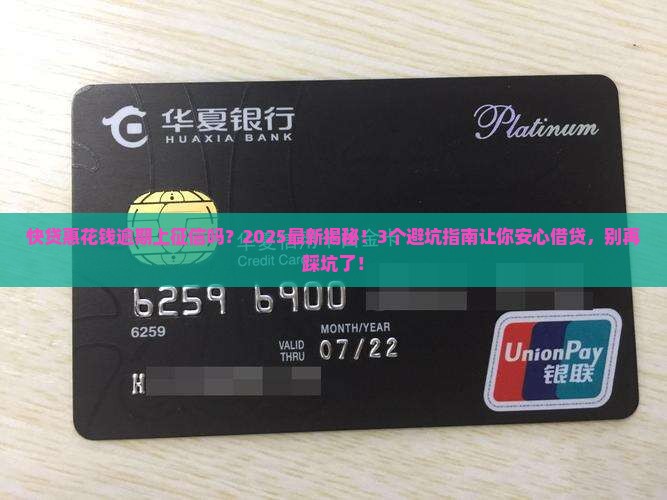 华夏银行
HUAXIA BANK
Platinum
快贷惠花钱逾期上征信吗？2025最新揭秘！3个避坑指南让你安心借贷，别再
踩坑了！
Credit Car
6259 6900
6259
MONTH/YEAR
VALID
THRU
07/22
H
UnionPay
银联